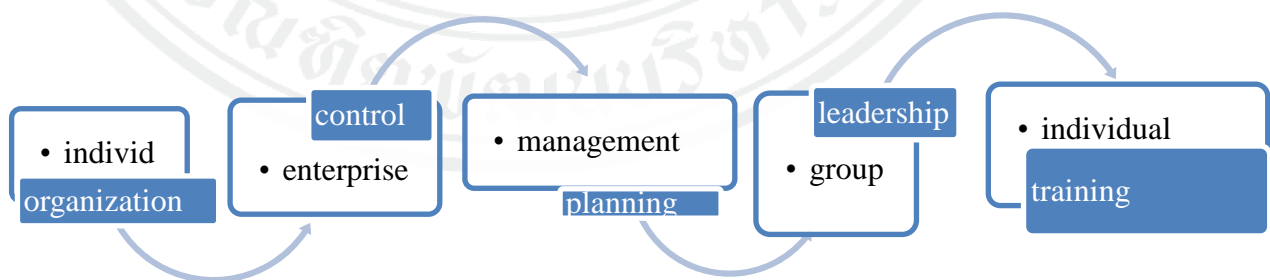 • individ
organization
control
• enterprise
• management
planning
leadership
• group
• individual
training